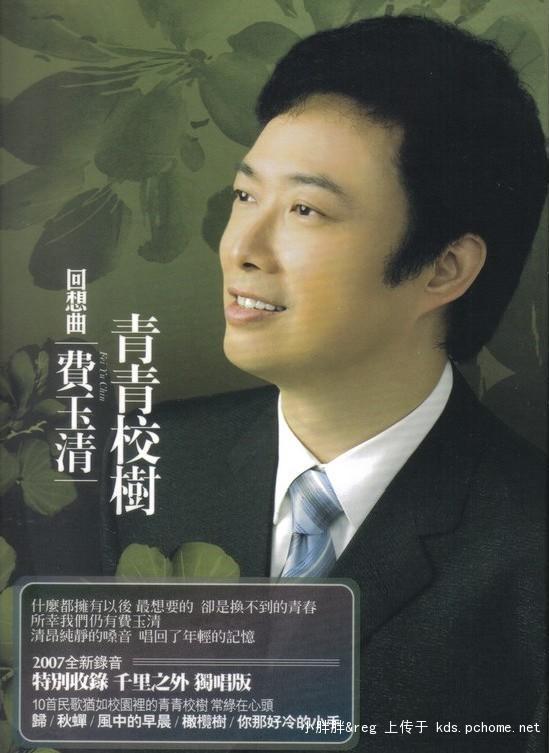 回想曲
費玉清
Fei Yu Chin
青青校樹
什麼都擁有以後 最想要的 卻是換不到的青春
所幸我們仍有費玉清
清昂純靜的嗓音 唱回了年輕的記憶
2007全新錄音
特別收錄 千里之外 獨唱版
10首民歌猶如校園裡的青青校樹 常綠在心頭
歸 / 秋蟬 / 風中的早晨 / 橄欖樹 / 你那好冷的小手
小胖胖&reg 上传于 kds.pchome.net